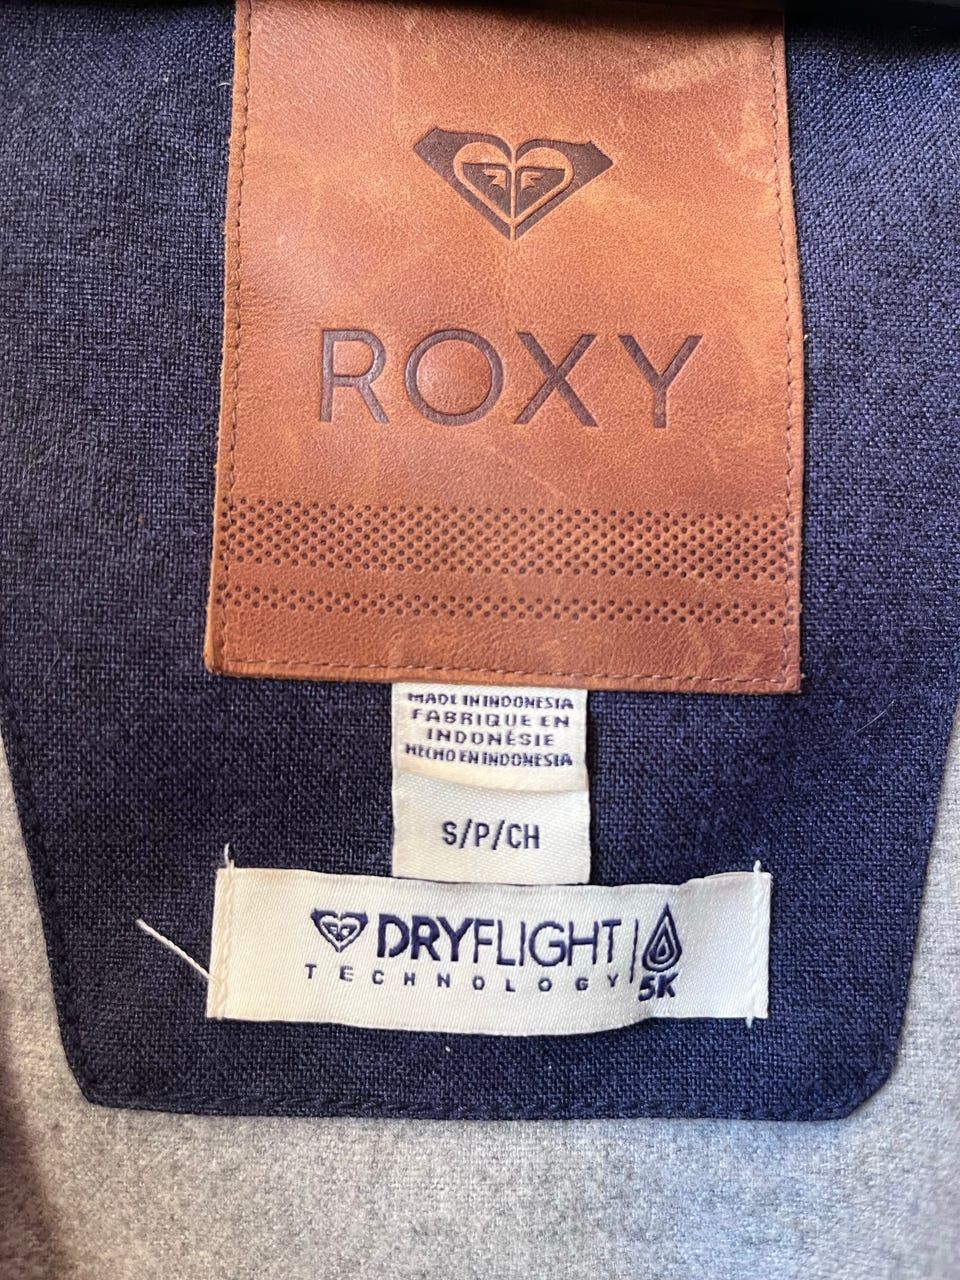 ROXY
MADE IN INDONESIA
FABRIQUE EN
INDONÉSIE
HECHO EN INDONESIA
S/P/CH
DRYFLIGHT
TECHNOLOGY
5K